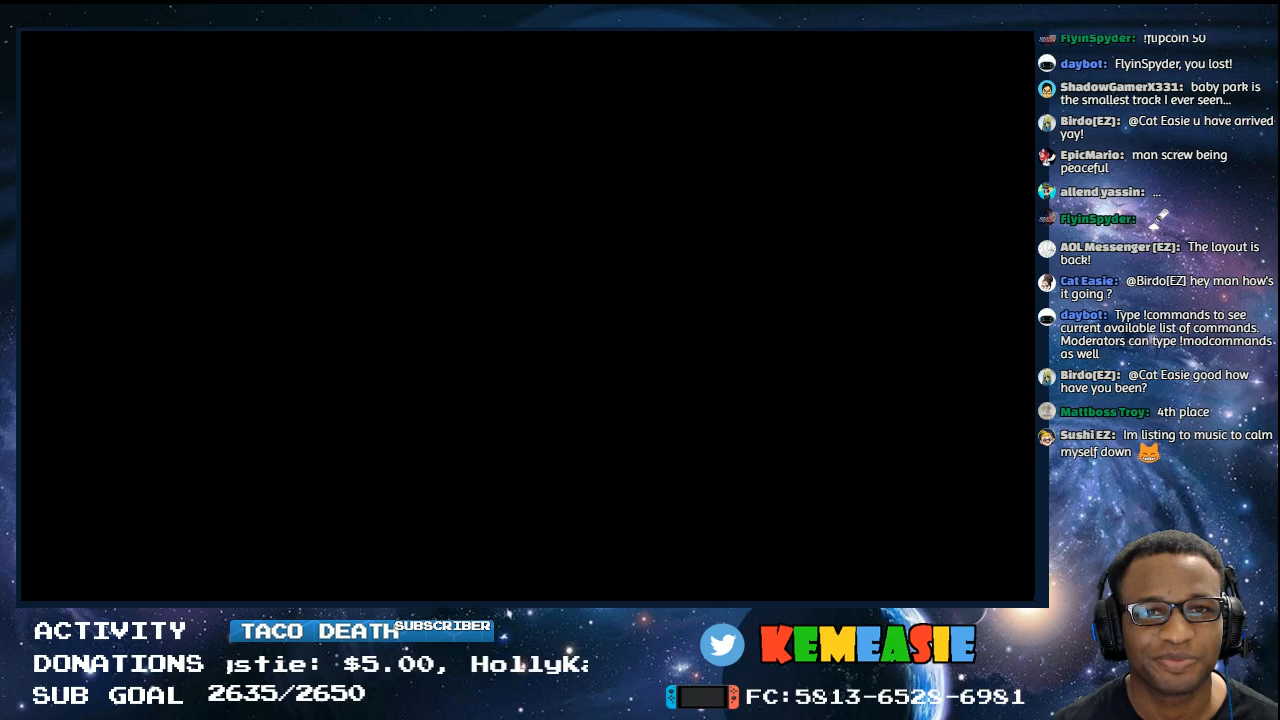 FlyinSpyder: !flipcoin 50
daybot: FlyinSpyder, you lost!
ShadowGamerX331: baby park is
the smallest track I ever seen...
Birdo[EZ]: @Cat Easie u have arrived
yay!
EpicMario: man screw being
peaceful
allend yassin: ...
FlyinSpyder:
AOL Messenger [EZ]: The layout is
back!
Cat Easie: @Birdo[EZ] hey man how's
it going ?
daybot: Type !commands to see
current available list of commands.
Moderators can type !modcommands
as well
Birdo[EZ]: @Cat Easie good how
have you been?
Mattboss Troy: 4th place
Sushi EZ: Im listing to music to calm
myself down
ACTIVITY TACO DEATH SUBSCRIBER
DONATIONS stie: $5.00, HollyKa
SUB GOAL 2635/2650
KEMEASIE
FC:5813-6528-6981